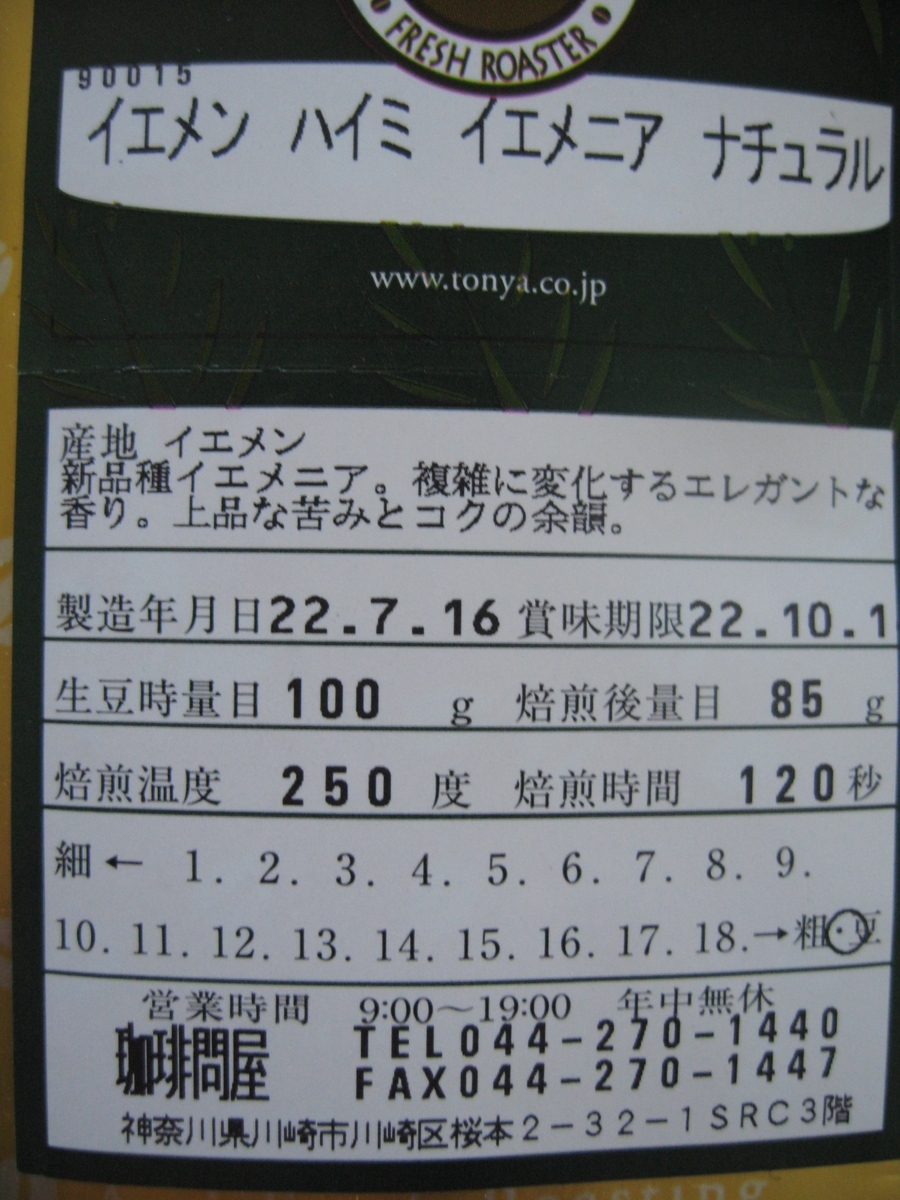 FRESH ROASTER
90015
イエメン ハイミ イエメニア ナチュラル
www.tonya.co.jp
産地 イエメン
新品種イエメニア。複雑に変化するエレガントな
香り。上品な苦みとコクの余韻。
製造年月日22.7.16 賞味期限22.10.1
生豆時量目 100 g 焙煎後量目 85 g
焙煎温度 250 度 焙煎時間 120秒
細← 1. 2. 3. 4. 5. 6. 7. 8. 9.
10. 11. 12. 13. 14. 15. 16. 17. 18.→粗・豆
営業時間 9:00～19:00 年中無休
珈琲問屋 TEL044-270-1440
FAX044-270-1447
神奈川県川崎市川崎区桜本2-32-1SRC3階